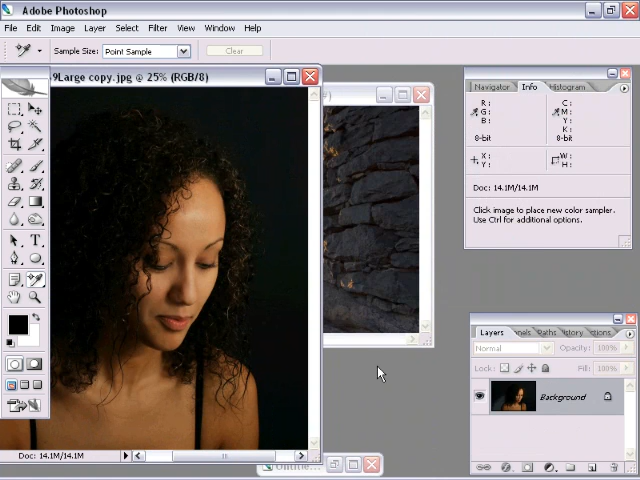 Adobe Photoshop
File Edit Image Layer Select Filter View Window Help
Sample Size: Point Sample Clear
9Large copy.jpg @ 25% (RGB/8)
Navigator Info Histogram
R: C:
G: M:
B: Y:
K:
8-bit 8-bit
X: W:
Y: H:
Doc: 14.1M/14.1M
Click image to place new color sampler.
Use Ctrl for additional options.
Layers Paths
Normal Opacity: 100%
Lock: Fill: 100%
Background
Doc: 14.1M/14.1M
Untitle...